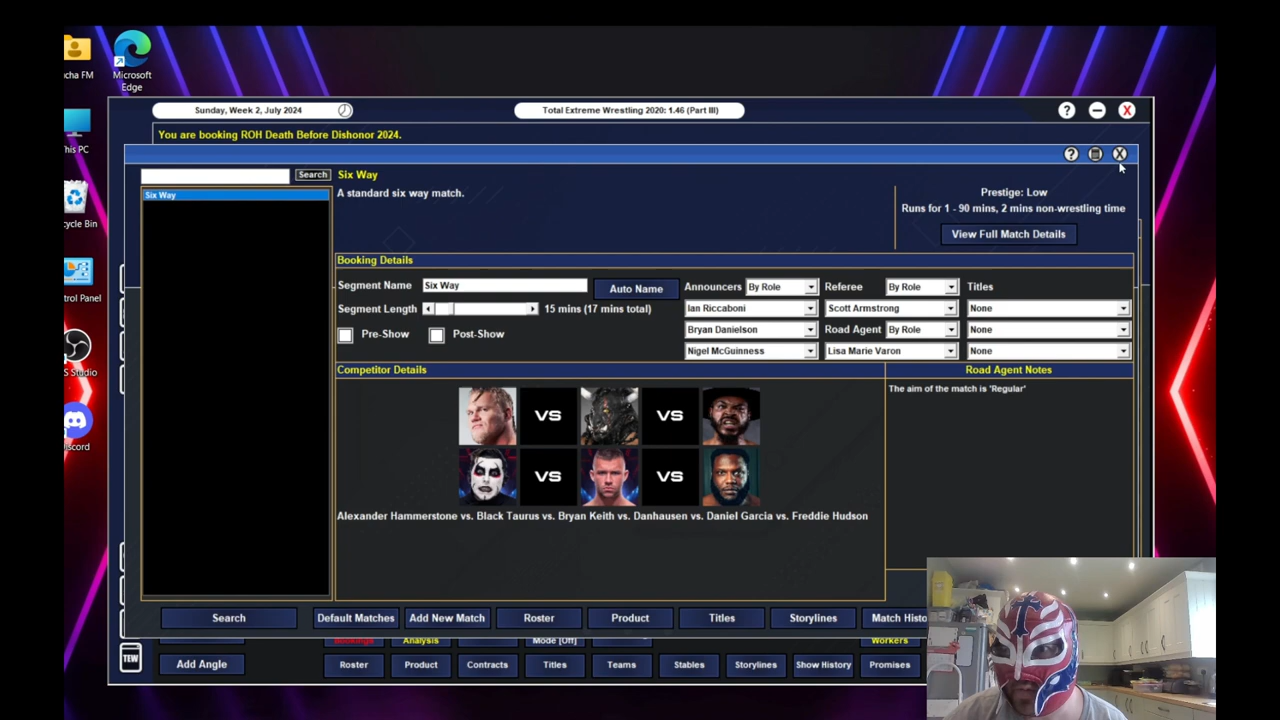 cha FM
Microsoft
Edge
Sunday, Week 2, July 2024
Total Extreme Wrestling 2020: 1.46 (Part III)
?
X
This PC
You are booking ROH Death Before Dishonor 2024.
?
X
Search
Six Way
Six Way
A standard six way match.
Prestige: Low
Runs for 1 - 90 mins, 2 mins non-wrestling time
View Full Match Details
cycle Bin
Booking Details
Segment Name
Six Way
Auto Name
Announcers
By Role
Referee
By Role
Titles
trol Panel
Segment Length
15 mins (17 mins total)
Ian Riccaboni
Scott Armstrong
None
Pre-Show
Post-Show
Bryan Danielson
Road Agent
By Role
None
Nigel McGuinness
Lisa Marie Varon
None
S Studio
Competitor Details
Road Agent Notes
The aim of the match is 'Regular'
VS
VS
iscord
VS
VS
Alexander Hammerstone vs. Black Taurus vs. Bryan Keith vs. Danhausen vs. Daniel Garcia vs. Freddie Hudson
Search
Default Matches
Add New Match
Roster
Product
Titles
Storylines
Match Histo
Bookings
Analysis
Mode [Off]
Workers
TEW
Add Angle
Roster
Product
Contracts
Titles
Teams
Stables
Storylines
Show History
Promises